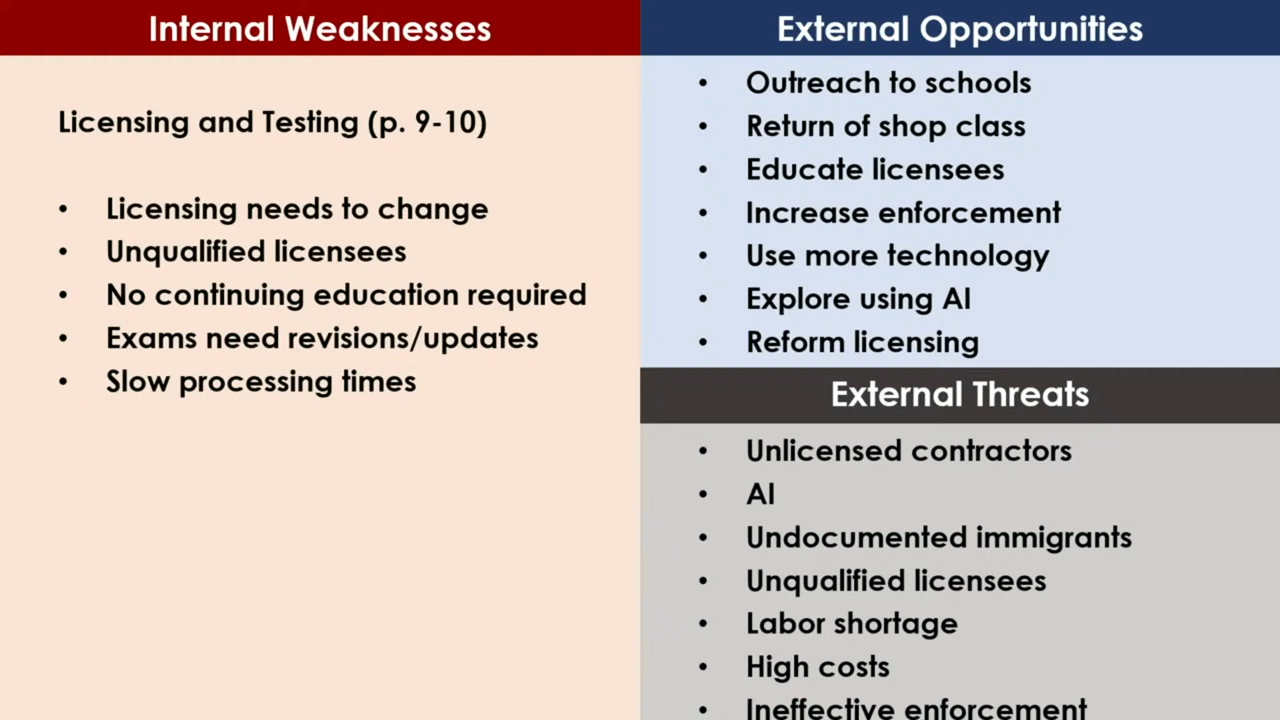 Internal Weaknesses
Licensing and Testing (p. 9-10)
• Licensing needs to change
• Unqualified licensees
• No continuing education required
• Exams need revisions/updates
• Slow processing times
External Opportunities
• Outreach to schools
• Return of shop class
• Educate licensees
• Increase enforcement
• Use more technology
• Explore using AI
• Reform licensing
External Threats
• Unlicensed contractors
• AI
• Undocumented immigrants
• Unqualified licensees
• Labor shortage
• High costs
• Ineffective enforcement